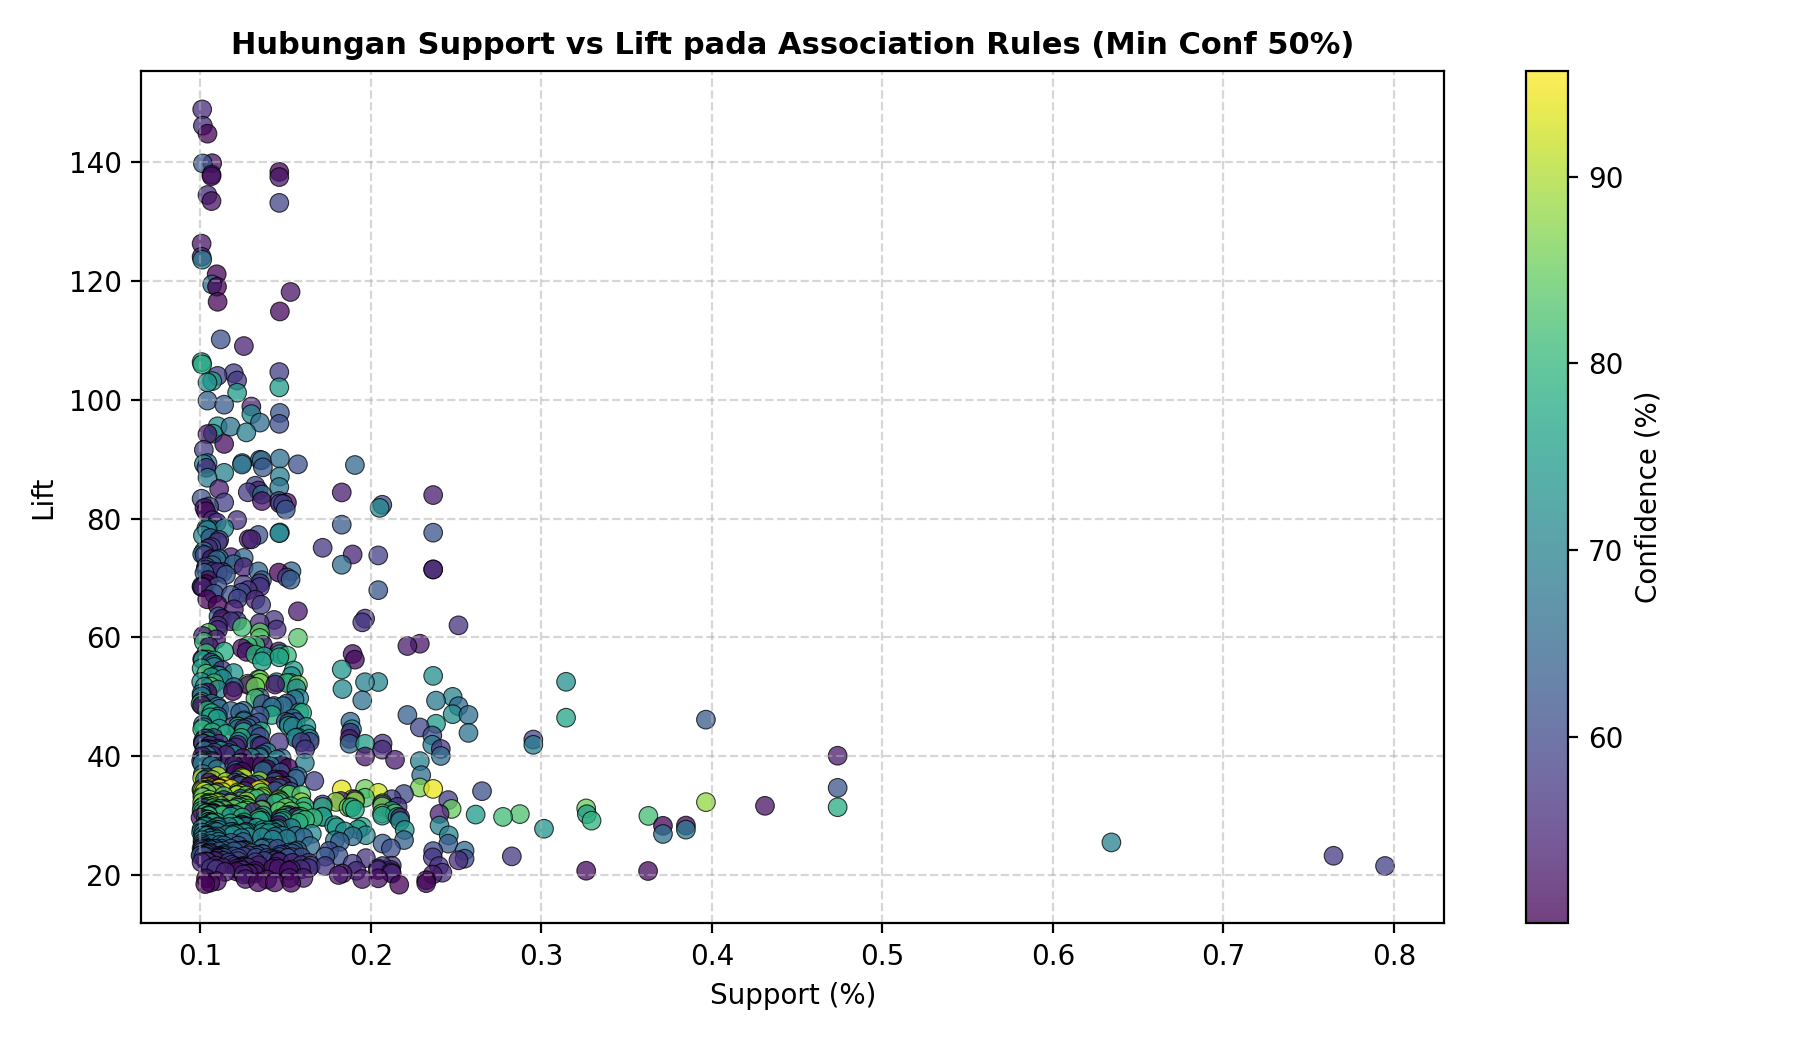 Hubungan Support vs Lift pada Association Rules (Min Conf 50%)
140
120
100
80
60
40
20
Lift
0.1 0.2 0.3 0.4 0.5 0.6 0.7 0.8
Support (%)
90
80
70
60
Confidence (%)